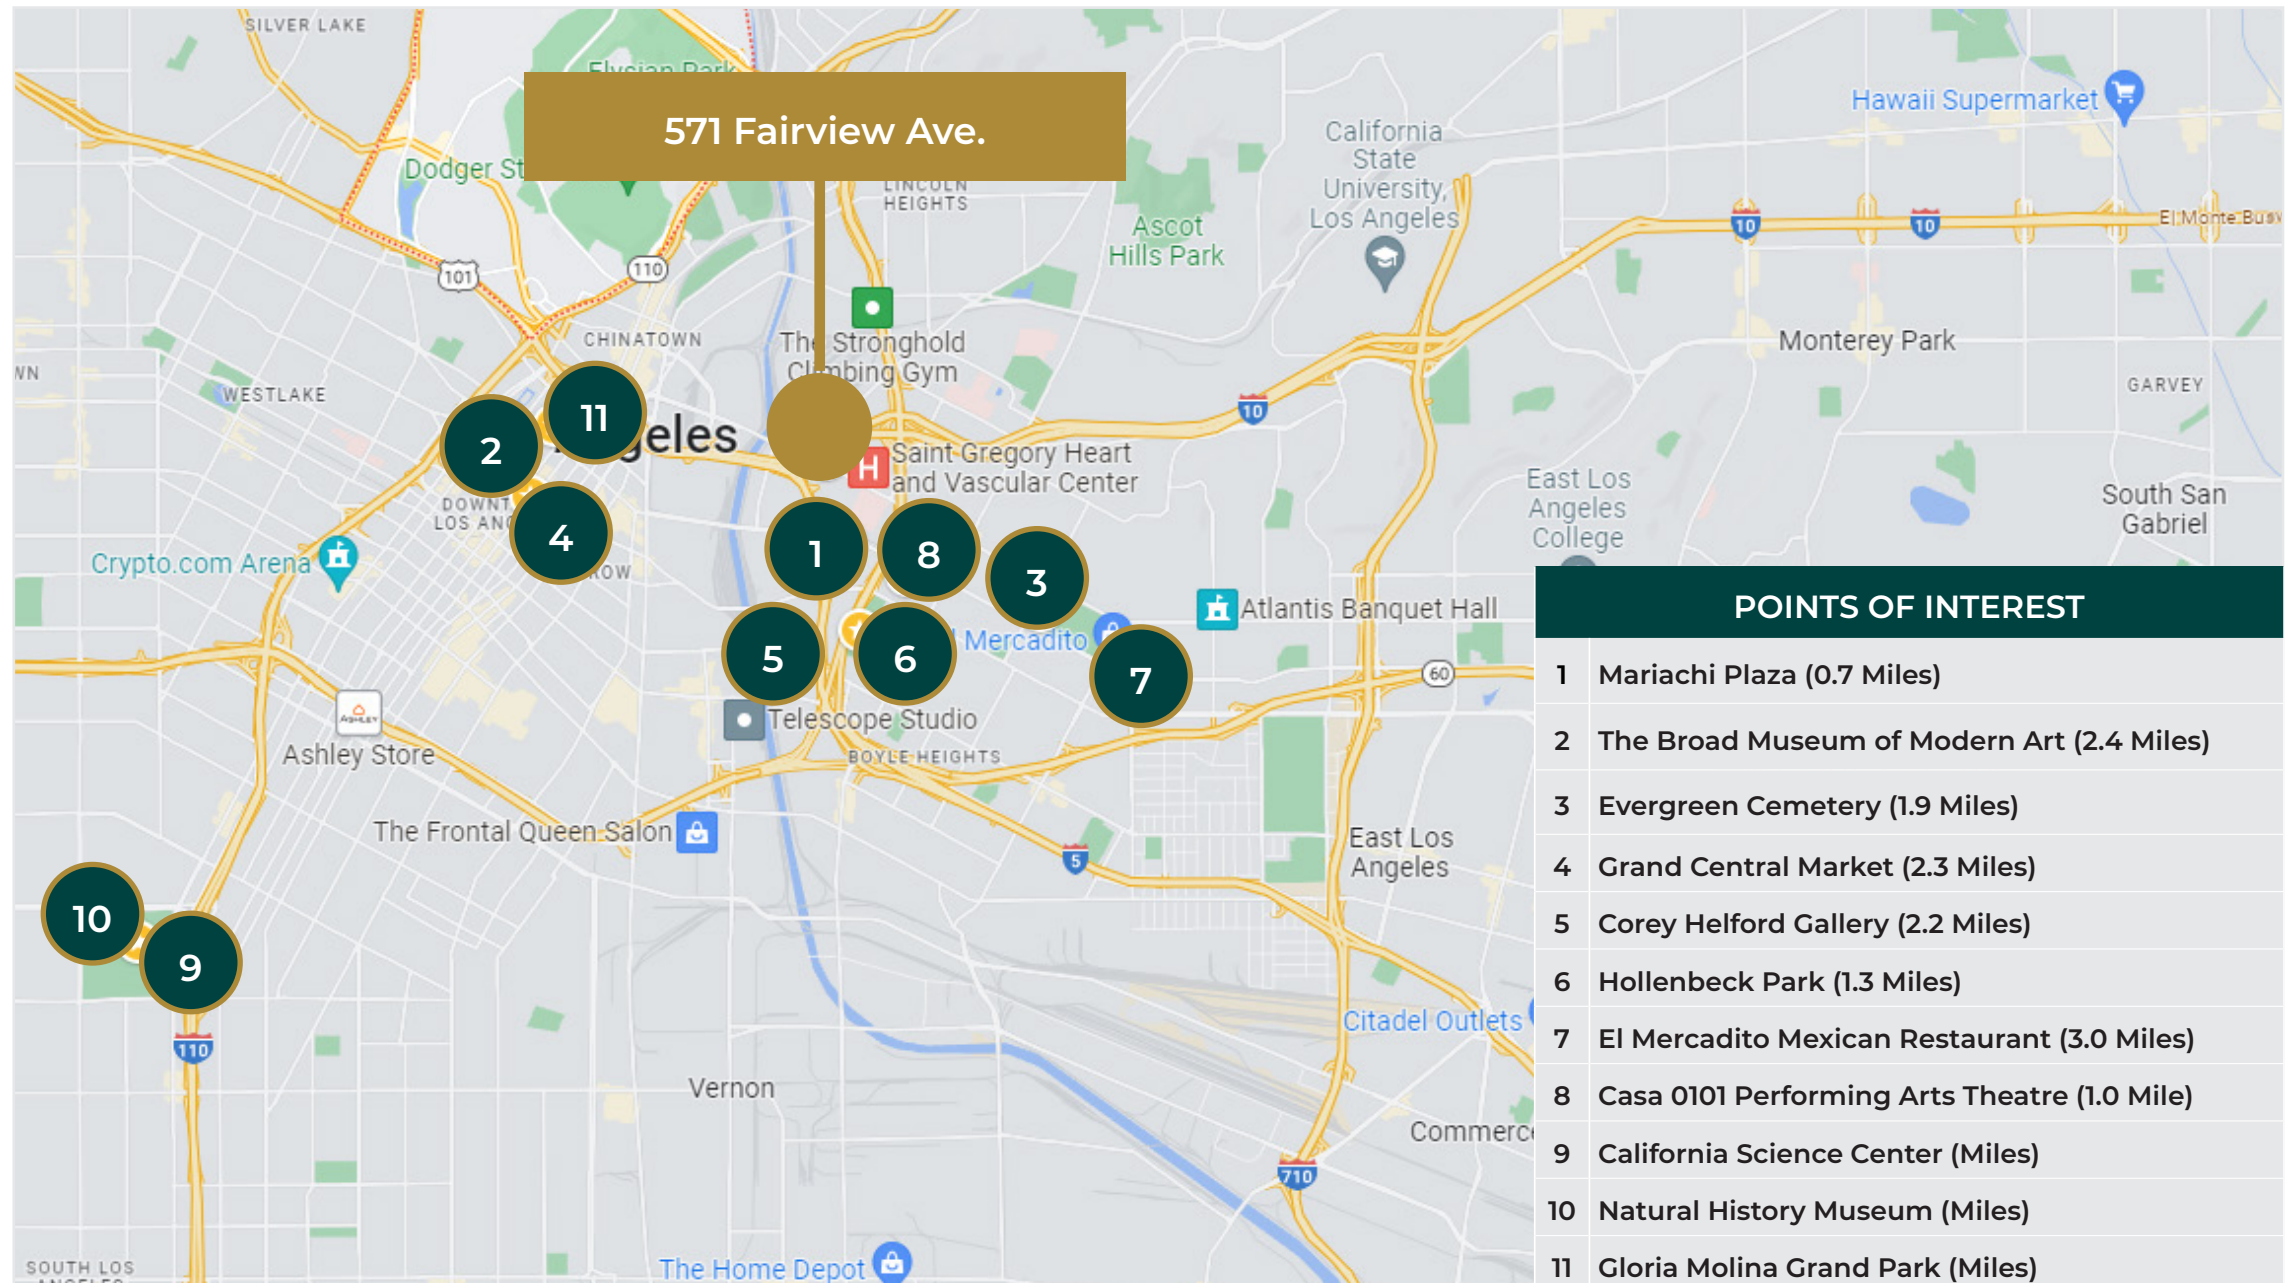 SILVER LAKE
Elysian Park
571 Fairview Ave.
Hawaii Supermarket
California
State
University,
Los Angeles
Dodger St
LINCOLN
HEIGHTS
Ascot
Hills Park
10
10
El Monte Busw
101
110
CHINATOWN
The Stronghold
Climbing Gym
Monterey Park
WN
WESTLAKE
GARVEY
10
11
2
geles
H
Saint Gregory Heart
and Vascular Center
East Los
Angeles
College
South San
Gabriel
DOWNT
LOS ANG
4
ROW
1
8
3
Crypto.com Arena
Atlantis Banquet Hall
5
6
Mercadito
7
60
ASHLEY
Ashley Store
Telescope Studio
BOYLE HEIGHTS
The Frontal Queen Salon
5
East Los
Angeles
10
9
110
Citadel Outlets
Vernon
Commerc
710
SOUTH LOS
ANGELES
The Home Depot
POINTS OF INTEREST
1 Mariachi Plaza (0.7 Miles)
2 The Broad Museum of Modern Art (2.4 Miles)
3 Evergreen Cemetery (1.9 Miles)
4 Grand Central Market (2.3 Miles)
5 Corey Helford Gallery (2.2 Miles)
6 Hollenbeck Park (1.3 Miles)
7 El Mercadito Mexican Restaurant (3.0 Miles)
8 Casa 0101 Performing Arts Theatre (1.0 Mile)
9 California Science Center (Miles)
10 Natural History Museum (Miles)
11 Gloria Molina Grand Park (Miles)